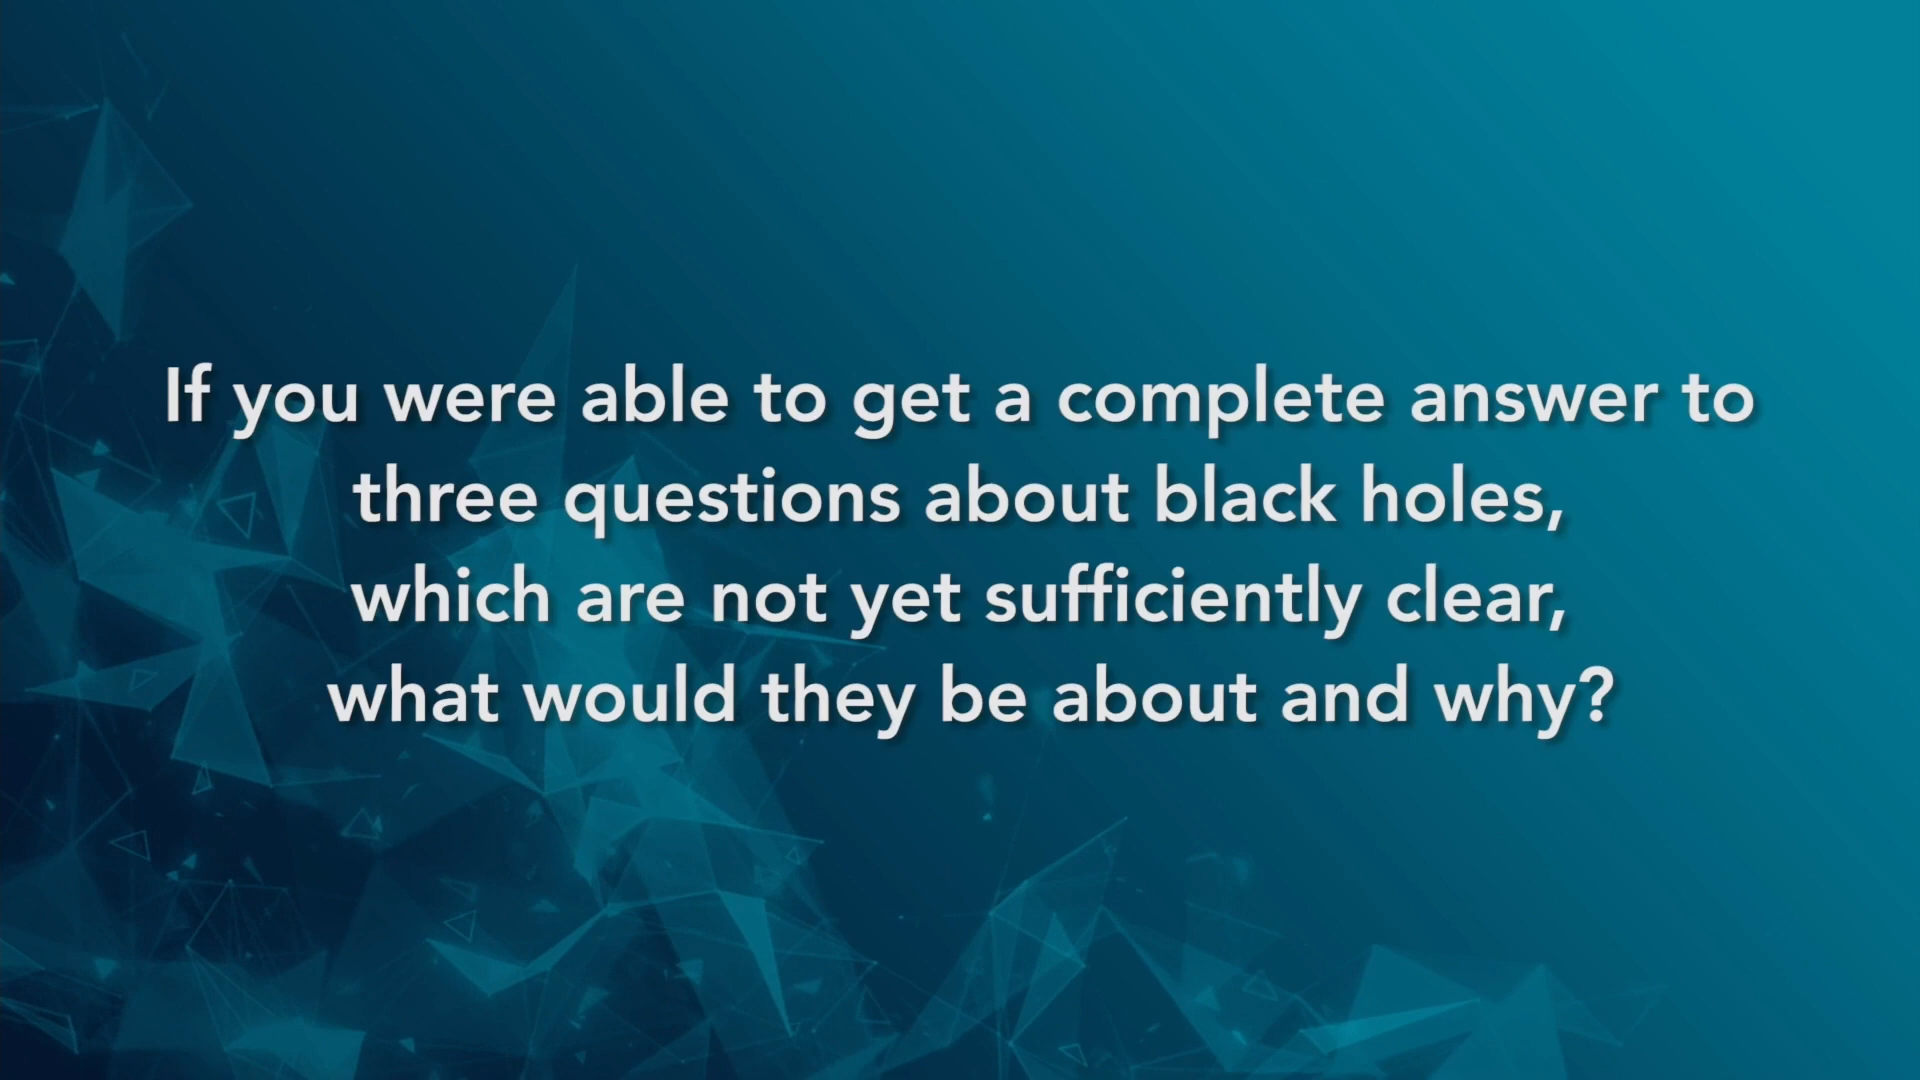 If you were able to get a complete answer to
three questions about black holes,
which are not yet sufficiently clear,
what would they be about and why?